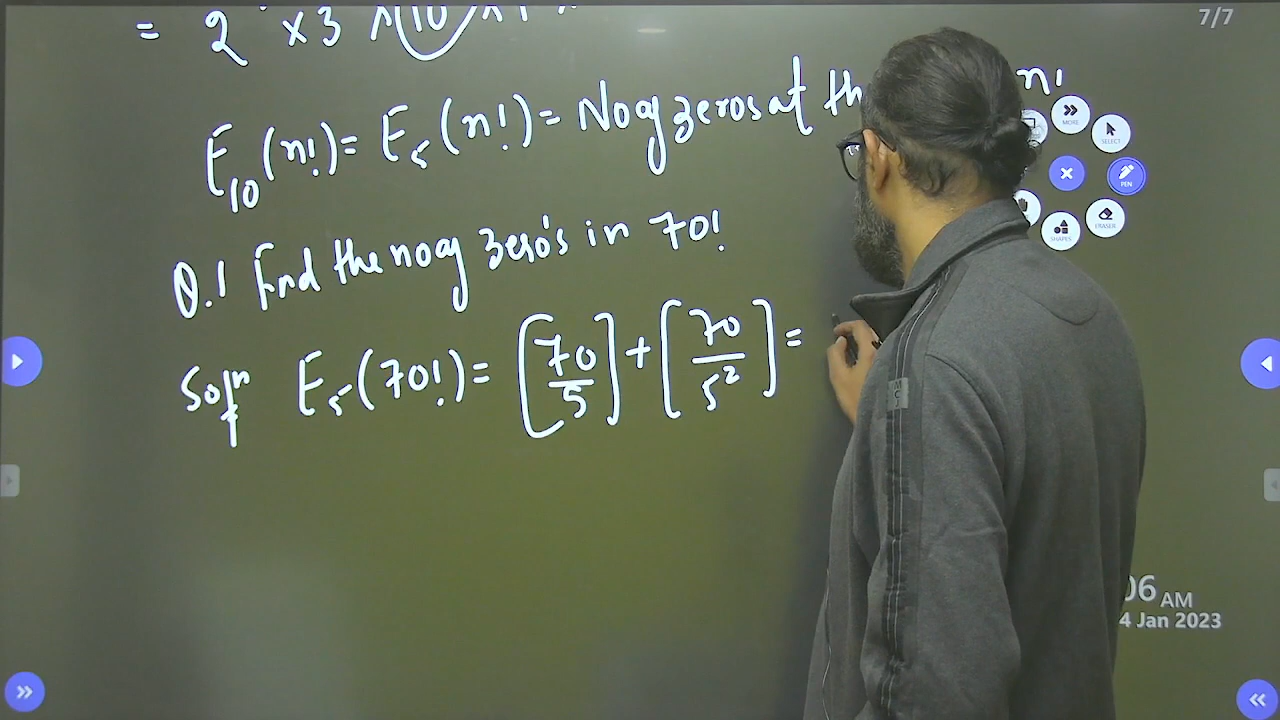 = 2 × 3 × 10 ×
7/7
E₁₀(n!) = E₅(n!) = No of zeros at th n!
MORE
SELECT
PEN
ERASER
SHAPES
Q.1 Find the no of zero's in 70!
Solⁿ E₅(70!) = [70/5] + [70/5²] =
06 AM
4 Jan 2023